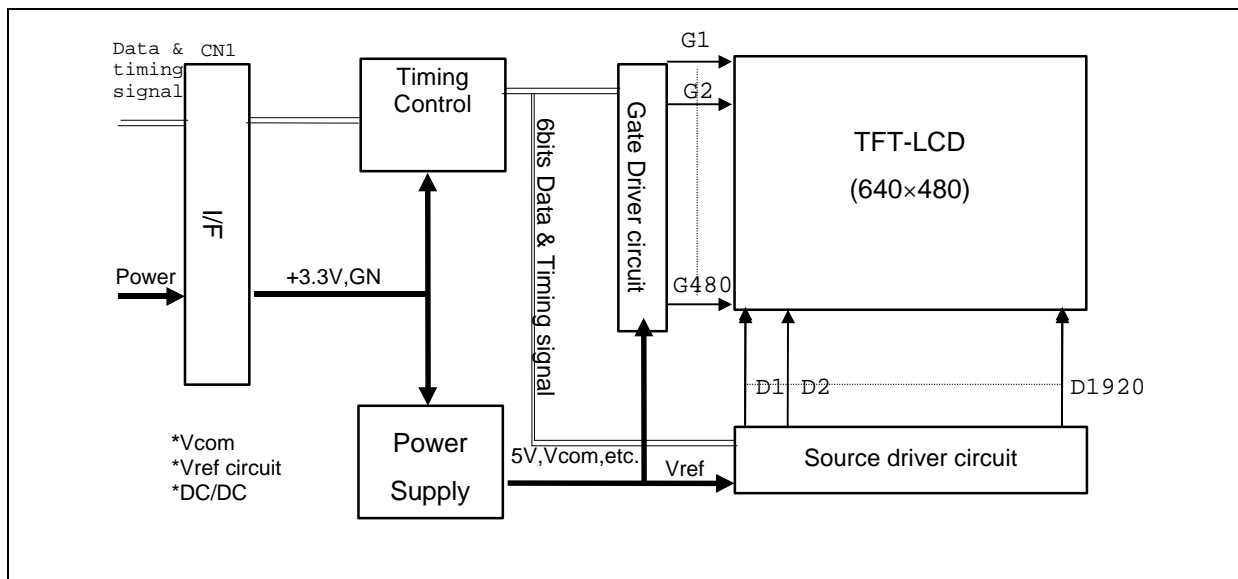 Data &
timing
signal
CN1
I/F
Power
+3.3V,GN
Timing
Control
6bits Data & Timing signal
Gate Driver circuit
G1
G2
G480
TFT-LCD
(640×480)
D1
D2
D1920
Source driver circuit
Power
Supply
5V,Vcom,etc.
Vref
*Vcom
*Vref circuit
*DC/DC